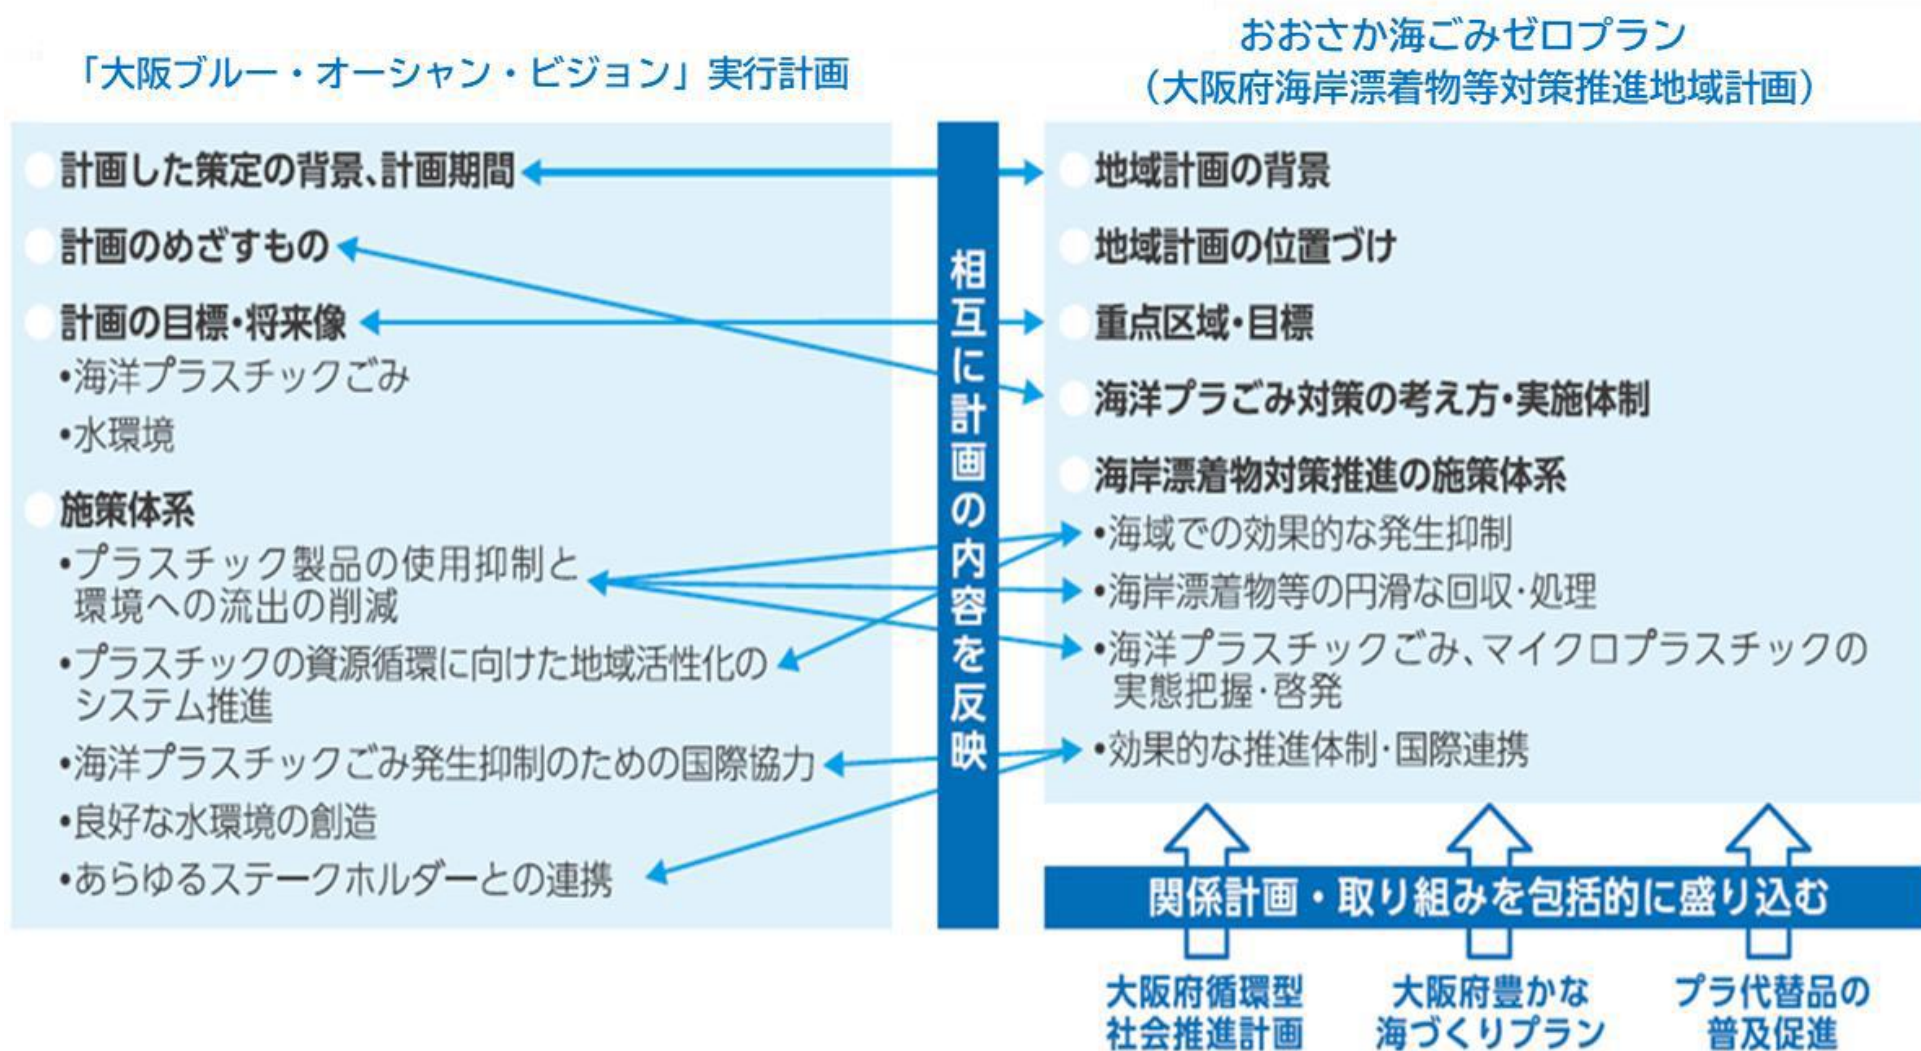 「大阪ブルー・オーシャン・ビジョン」実行計画
●計画した策定の背景、計画期間
●計画のめざすもの
●計画の目標・将来像
・海洋プラスチックごみ
・水環境
●施策体系
・プラスチック製品の使用抑制と
環境への流出の削減
・プラスチックの資源循環に向けた地域活性化の
システム推進
・海洋プラスチックごみ発生抑制のための国際協力
・良好な水環境の創造
・あらゆるステークホルダーとの連携
相互に計画の内容を反映
おおさか海ごみゼロプラン
（大阪府海岸漂着物等対策推進地域計画）
●地域計画の背景
●地域計画の位置づけ
●重点区域・目標
●海洋プラごみ対策の考え方・実施体制
●海岸漂着物対策推進の施策体系
・海域での効果的な発生抑制
・海岸漂着物等の円滑な回収・処理
・海洋プラスチックごみ、マイクロプラスチックの
実態把握・啓発
・効果的な推進体制・国際連携
関係計画・取り組みを包括的に盛り込む
大阪府循環型
社会推進計画
大阪府豊かな
海づくりプラン
プラ代替品の
普及促進